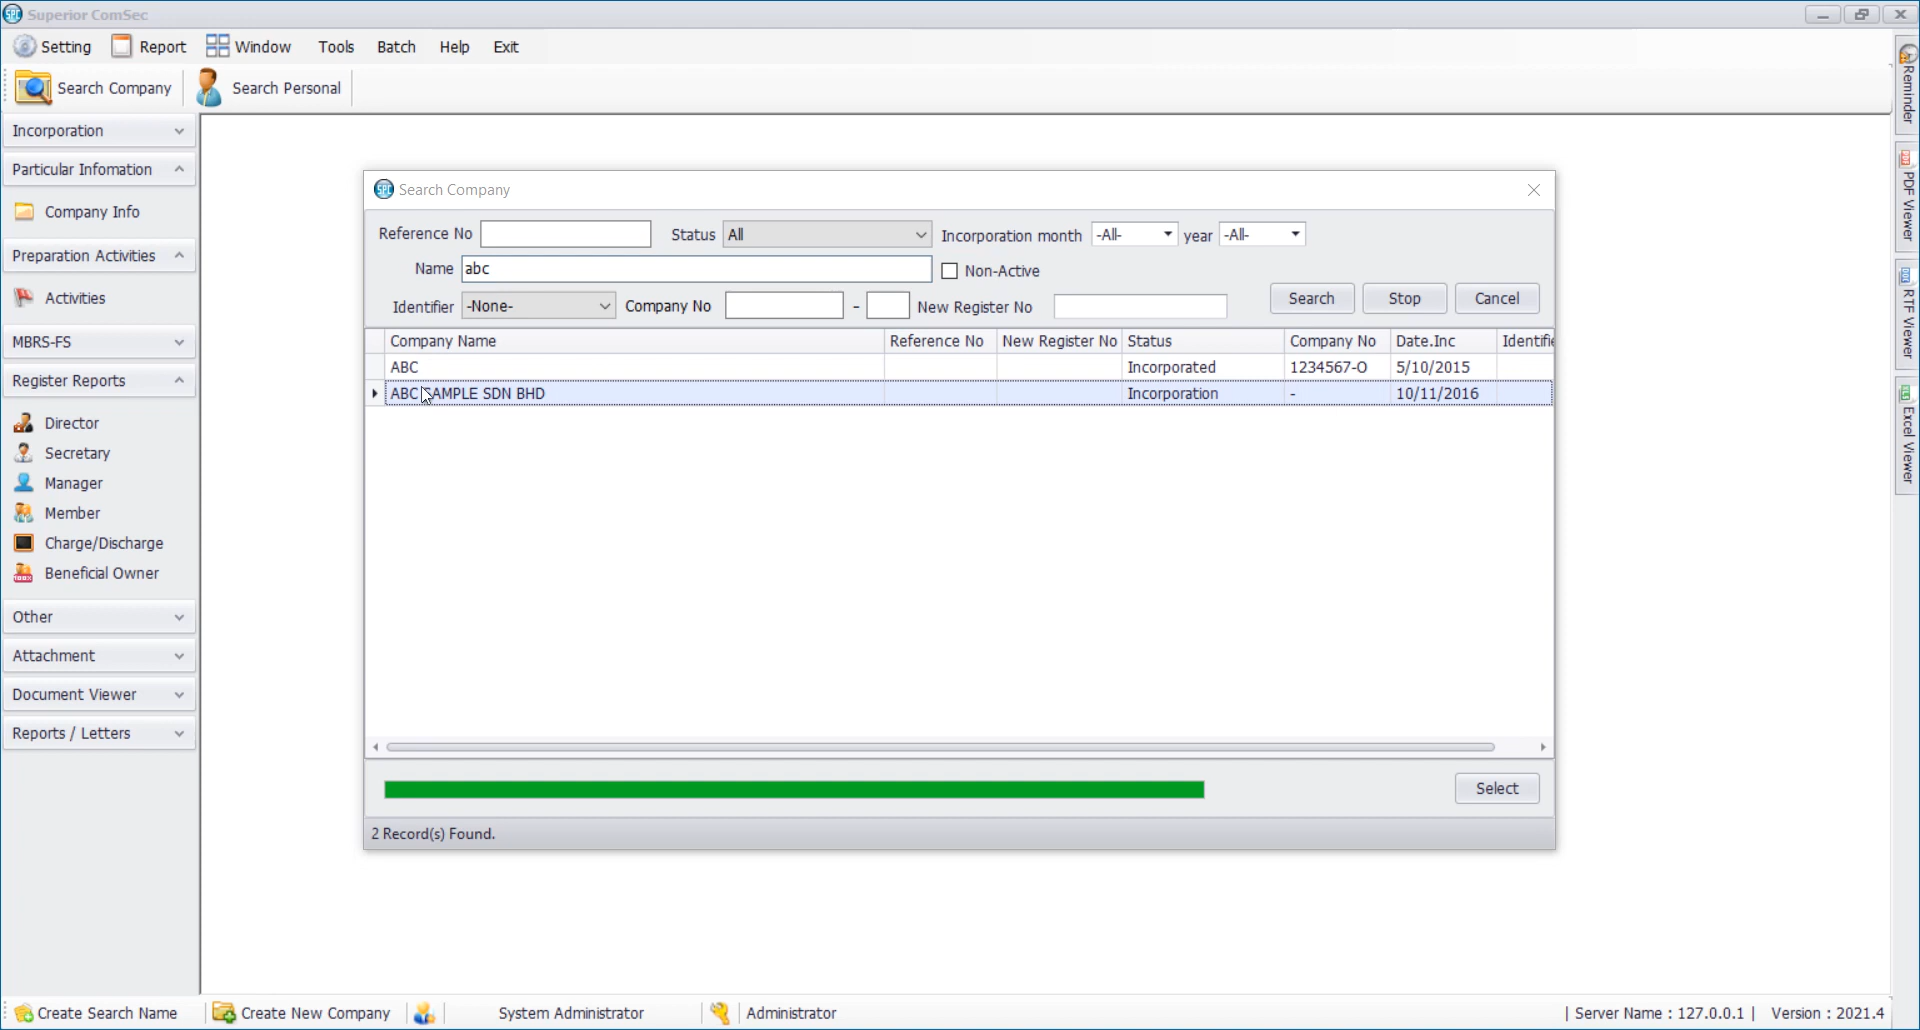 Superior ComSec
Setting Report Window Tools Batch Help Exit
Search Company Search Personal
Incorporation
Particular Infomation
Company Info
Preparation Activities
Activities
MBRS-FS
Register Reports
Director
Secretary
Manager
Member
Charge/Discharge
Beneficial Owner
Other
Attachment
Document Viewer
Reports / Letters
Search Company
Reference No Status All Incorporation month -All- year -All-
Name abc Non-Active
Identifier -None- Company No - New Register No Search Stop Cancel
Company Name Reference No New Register No Status Company No Date.Inc Identifie
ABC Incorporated 1234567-O 5/10/2015
ABC SAMPLE SDN BHD Incorporation - 10/11/2016
Select
2 Record(s) Found.
Reminder
PDF Viewer
RTF Viewer
Excel Viewer
Create Search Name Create New Company System Administrator Administrator | Server Name : 127.0.0.1 | Version : 2021.4